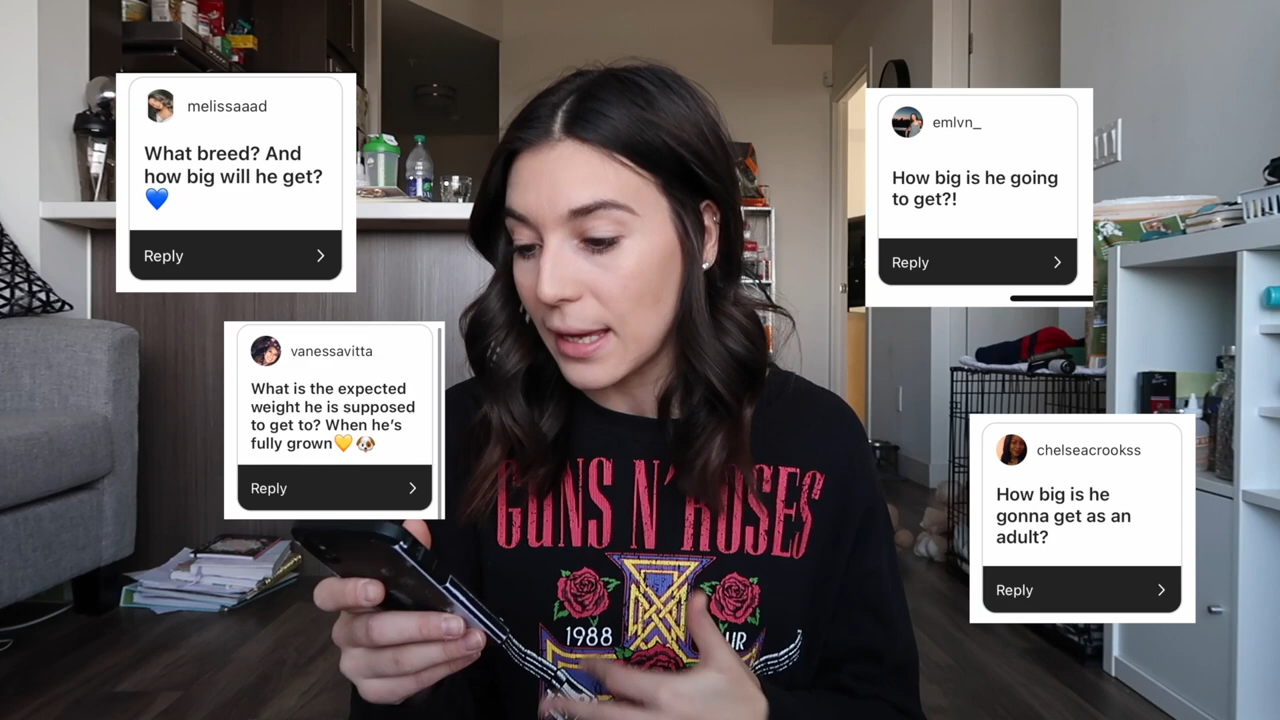 melissaaad
What breed? And
how big will he get?
💙
Reply
emlvn_
How big is he going
to get?!
Reply
vanessavitta
What is the expected
weight he is supposed
to get to? When he's
fully grown💛🐶
Reply
chelseacrookss
How big is he
gonna get as an
adult?
Reply
GUNS N' ROSES
1988